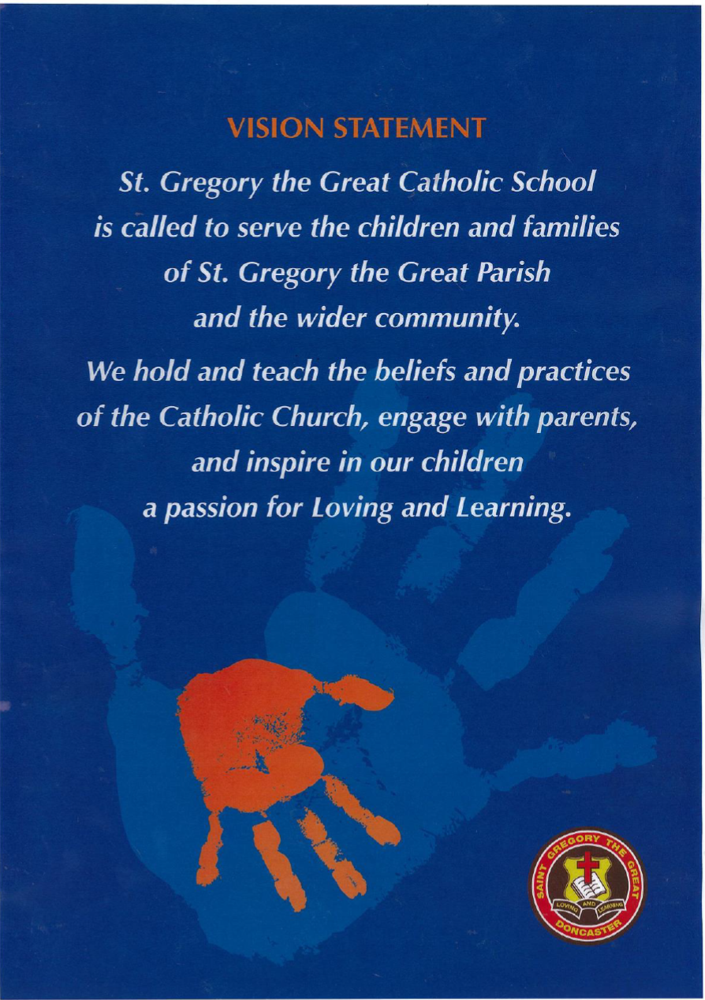 VISION STATEMENT
St. Gregory the Great Catholic School
is called to serve the children and families
of St. Gregory the Great Parish
and the wider community.
We hold and teach the beliefs and practices
of the Catholic Church, engage with parents,
and inspire in our children
a passion for Loving and Learning.
SAINT GREGORY THE GREAT
LOVING AND LEARNING
DONCASTER